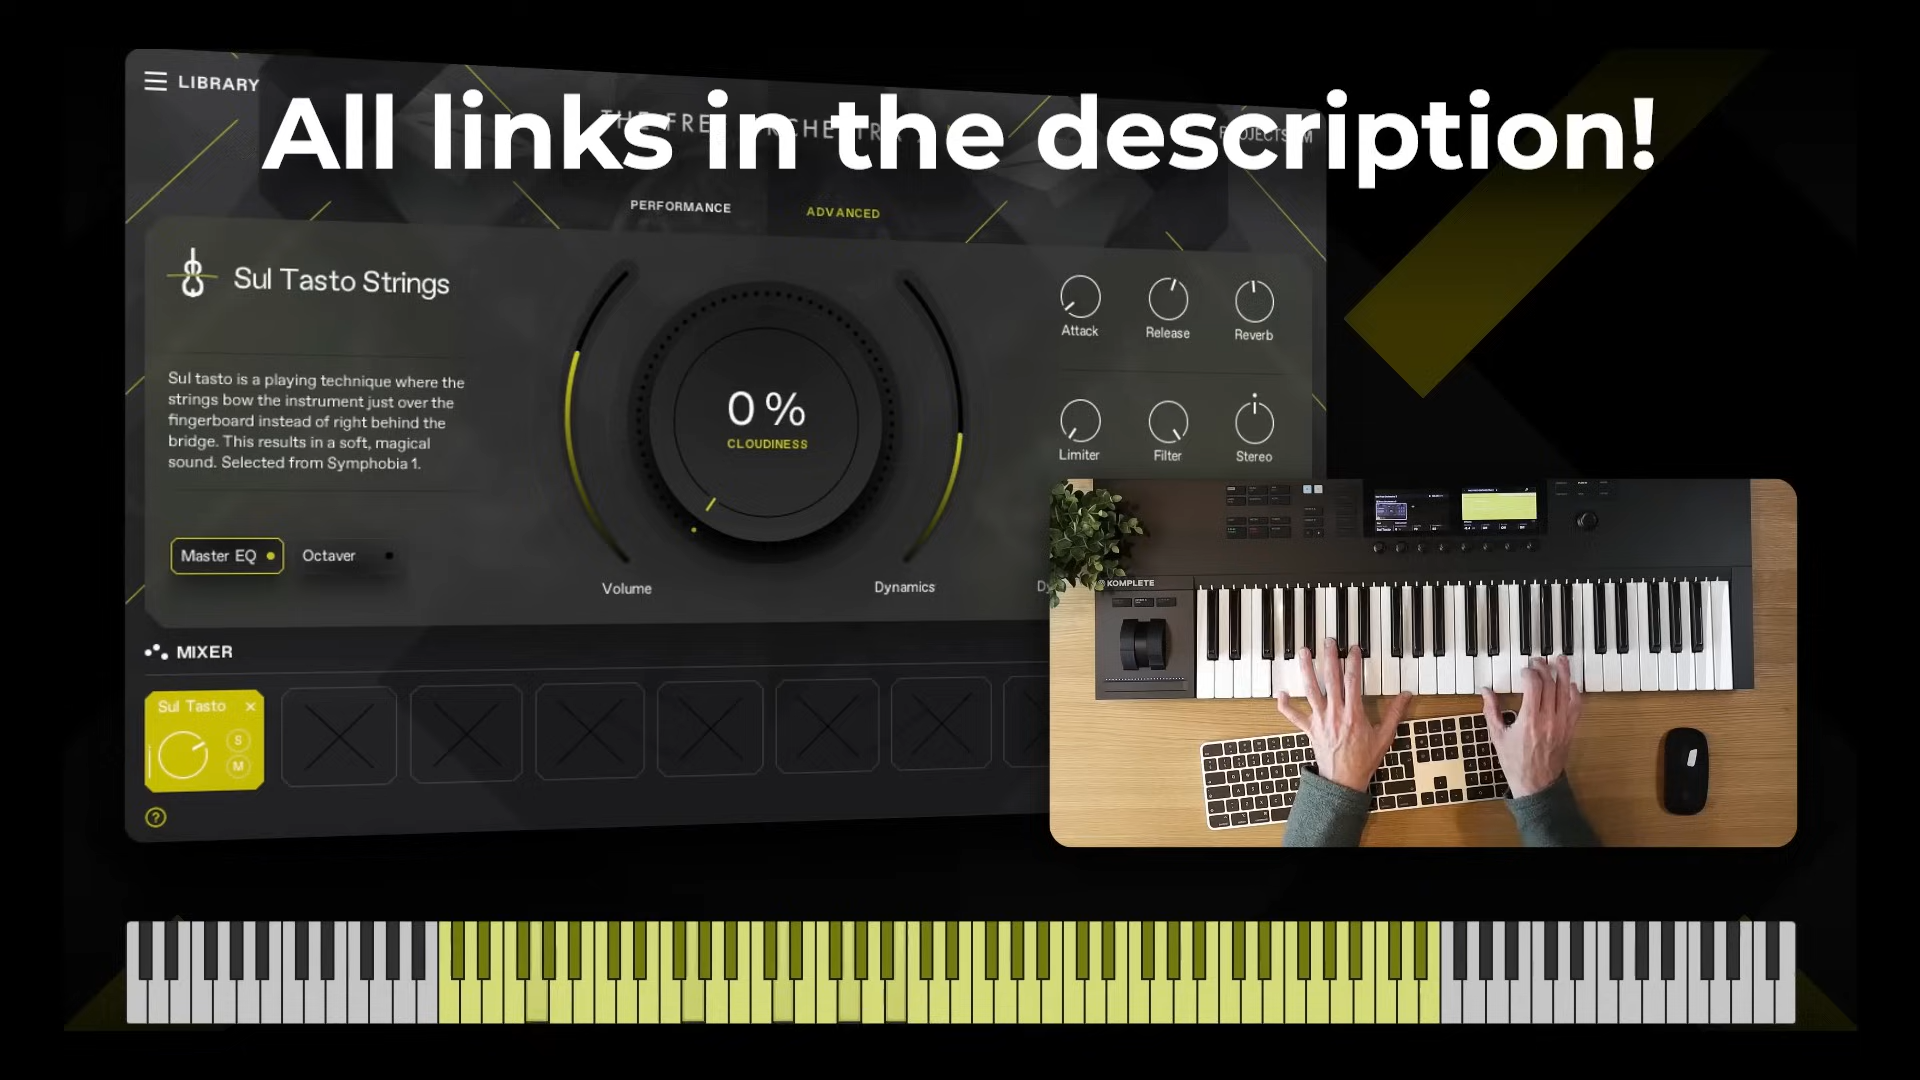 LIBRARY
All links in the description!
PERFORMANCE
ADVANCED
Sul Tasto Strings
Sul tasto is a playing technique where the
strings bow the instrument just over the
fingerboard instead of right behind the
bridge. This results in a soft, magical
sound. Selected from Symphobia 1.
Master EQ
Octaver
0 %
CLOUDINESS
Volume
Dynamics
Attack
Release
Reverb
Limiter
Filter
Stereo
KOMPLETE
MIXER
Sul Tasto
S
M
?